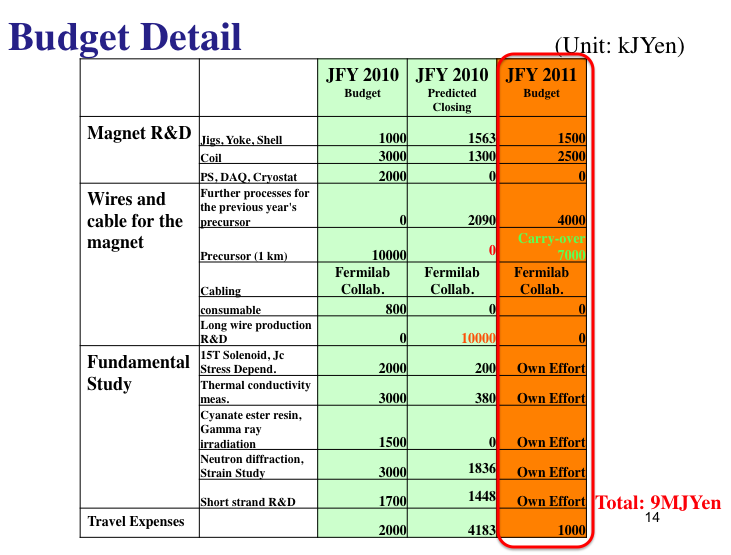 Budget Detail
(Unit: kJYen)
JFY 2010 JFY 2010 JFY 2011
Budget Predicted Budget
Closing
Magnet R&D Jigs, Yoke, Shell 1000 1563 1500
Coil 3000 1300 2500
PS, DAQ, Cryostat 2000 0 0
Wires and cable for the magnet
Further processes for
the previous year's
precursor 0 2090 4000
Carry-over
Precursor (1 km) 10000 0 7000
Fermilab Fermilab Fermilab
Cabling Collab. Collab. Collab.
consumable 800 0 0
Long wire production
R&D 0 10000 0
Fundamental Study
15T Solenoid, Jc
Stress Depend. 2000 200 Own Effort
Thermal conductivity
meas. 3000 380 Own Effort
Cyanate ester resin,
Gamma ray
irradiation 1500 0 Own Effort
Neutron diffraction,
Strain Study 3000 1836 Own Effort
Short strand R&D 1700 1448 Own Effort
Total: 9MJYen
Travel Expenses 2000 4183 1000
14